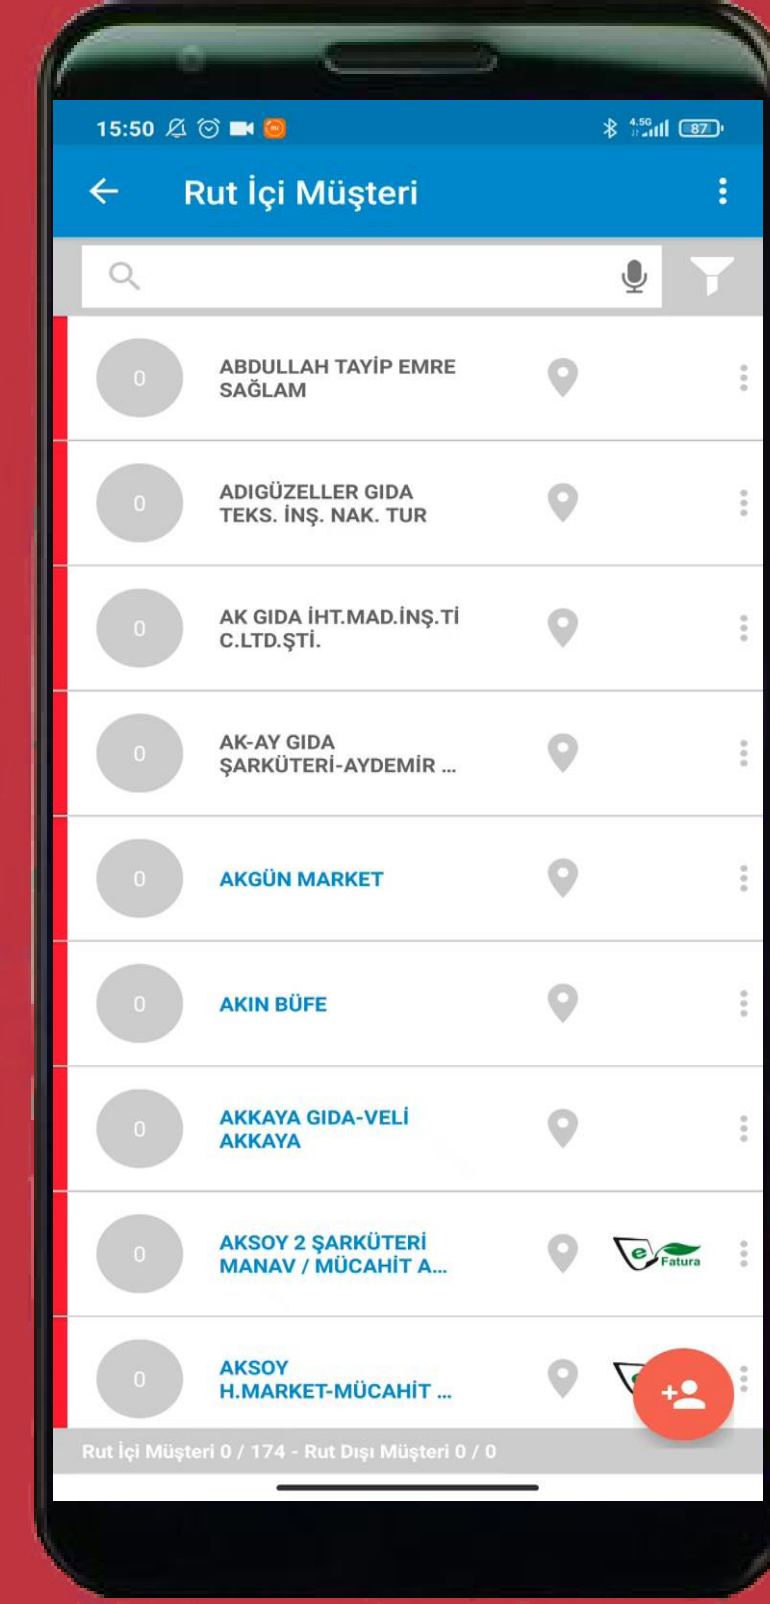 15:50
4.5G
87
Rut İçi Müşteri
0
ABDULLAH TAYİP EMRE
SAĞLAM
0
ADIGÜZELLER GIDA
TEKS. İNŞ. NAK. TUR
0
AK GIDA İHT.MAD.İNŞ.Tİ
C.LTD.ŞTİ.
0
AK-AY GIDA
ŞARKÜTERİ-AYDEMİR ...
0
AKGÜN MARKET
0
AKIN BÜFE
0
AKKAYA GIDA-VELİ
AKKAYA
0
AKSOY 2 ŞARKÜTERİ
MANAV / MÜCAHİT A...
e
Fatura
0
AKSOY
H.MARKET-MÜCAHİT ...
Rut İçi Müşteri 0 / 174 - Rut Dışı Müşteri 0 / 0